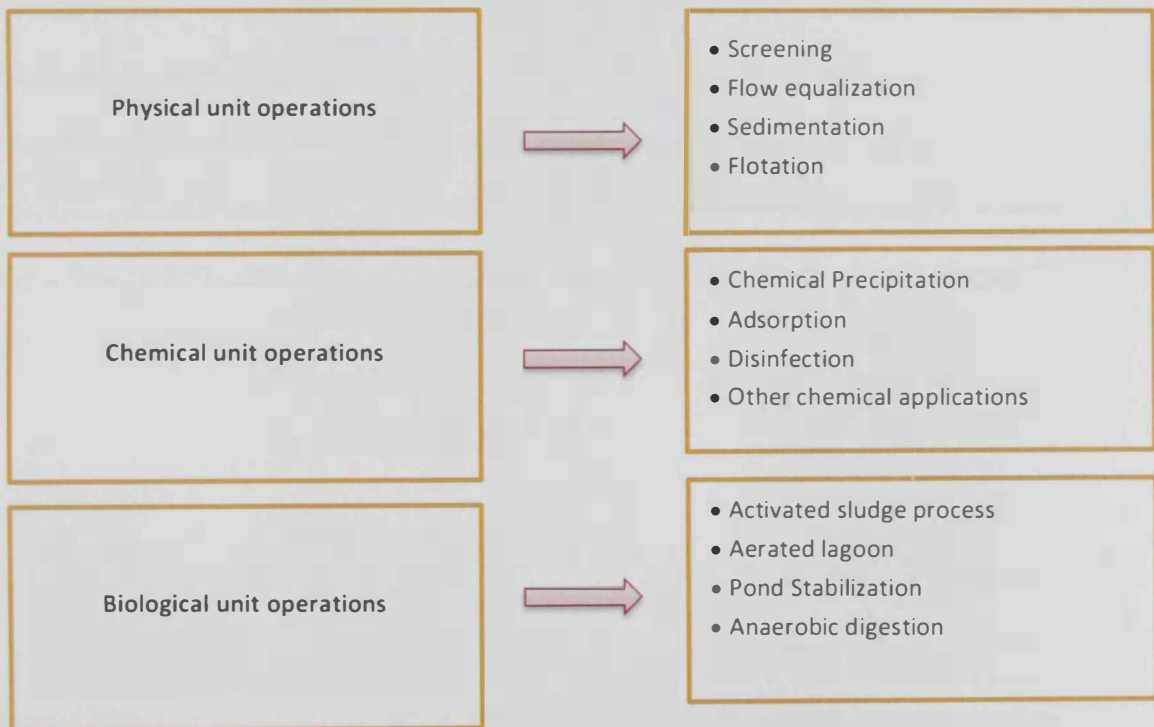 Physical unit operations
• Screening
• Flow equalization
• Sedimentation
• Flotation
Chemical unit operations
• Chemical Precipitation
• Adsorption
• Disinfection
• Other chemical applications
Biological unit operations
• Activated sludge process
• Aerated lagoon
• Pond Stabilization
• Anaerobic digestion